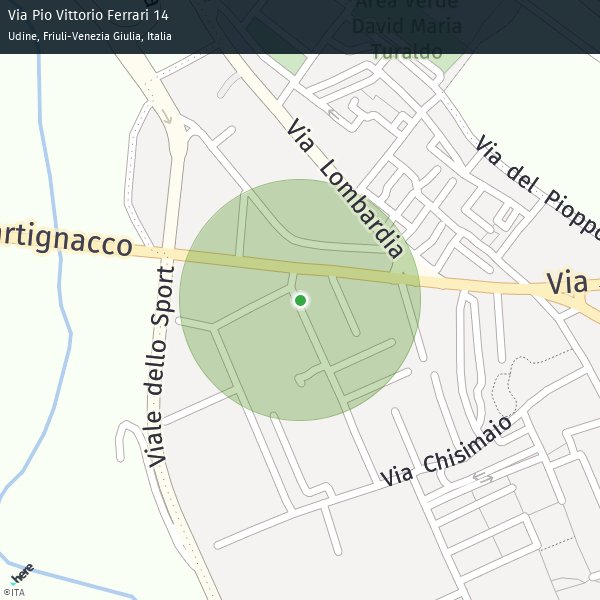 Via Pio Vittorio Ferrari 14
Udine, Friuli-Venezia Giulia, Italia
Area Verde
David Maria
Turaldo
Via Lombardia
Via del Pioppo
artignacco
Via
Viale dello Sport
Via Chisimaio
here
©ITA